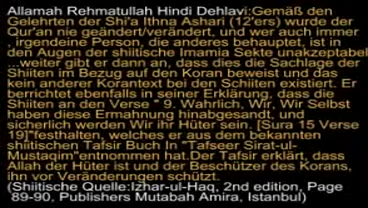 Allamah Rehmatullah Hindi Dehlavi:Gemäß den
Gelehrten der Shi'a Ithna Ashari (12'ers) wurde der
Qur'an nie geändert/verändert, und wer auch immer
, irgendeine Person, die anderes behauptet, ist in
den Augen der shiitische Imamia Sekte unakzeptabel
...weiter gibt er dann an, dass dies die Sachlage der
Shiiten im Bezug auf den Koran beweist und das
kein anderer Korantext bei den Schiiten existiert. Er
berrichtet ebenfalls in seiner Erklärung, dass die
Shiiten an den Verse " 9. Wahrlich, Wir, Wir Selbst
haben diese Ermahnung hinabgesandt, und
sicherlich werden Wir ihr Hüter sein. [Sura 15 Verse
19]"festhalten, welches er aus dem bekannten
shiitischen Tafsir Buch In "Tafseer Sirat-ul-
Mustaqim"entnommen hat.Der Tafsir erklärt, dass
Allah der Hüter ist und der Beschützer des Korans,
ihn vor Veränderungen schützt.
(Shiitische Quelle:Izhar-ul-Haq, 2nd edition, Page
89-90, Publishers Mutabah Amira, Istanbul)